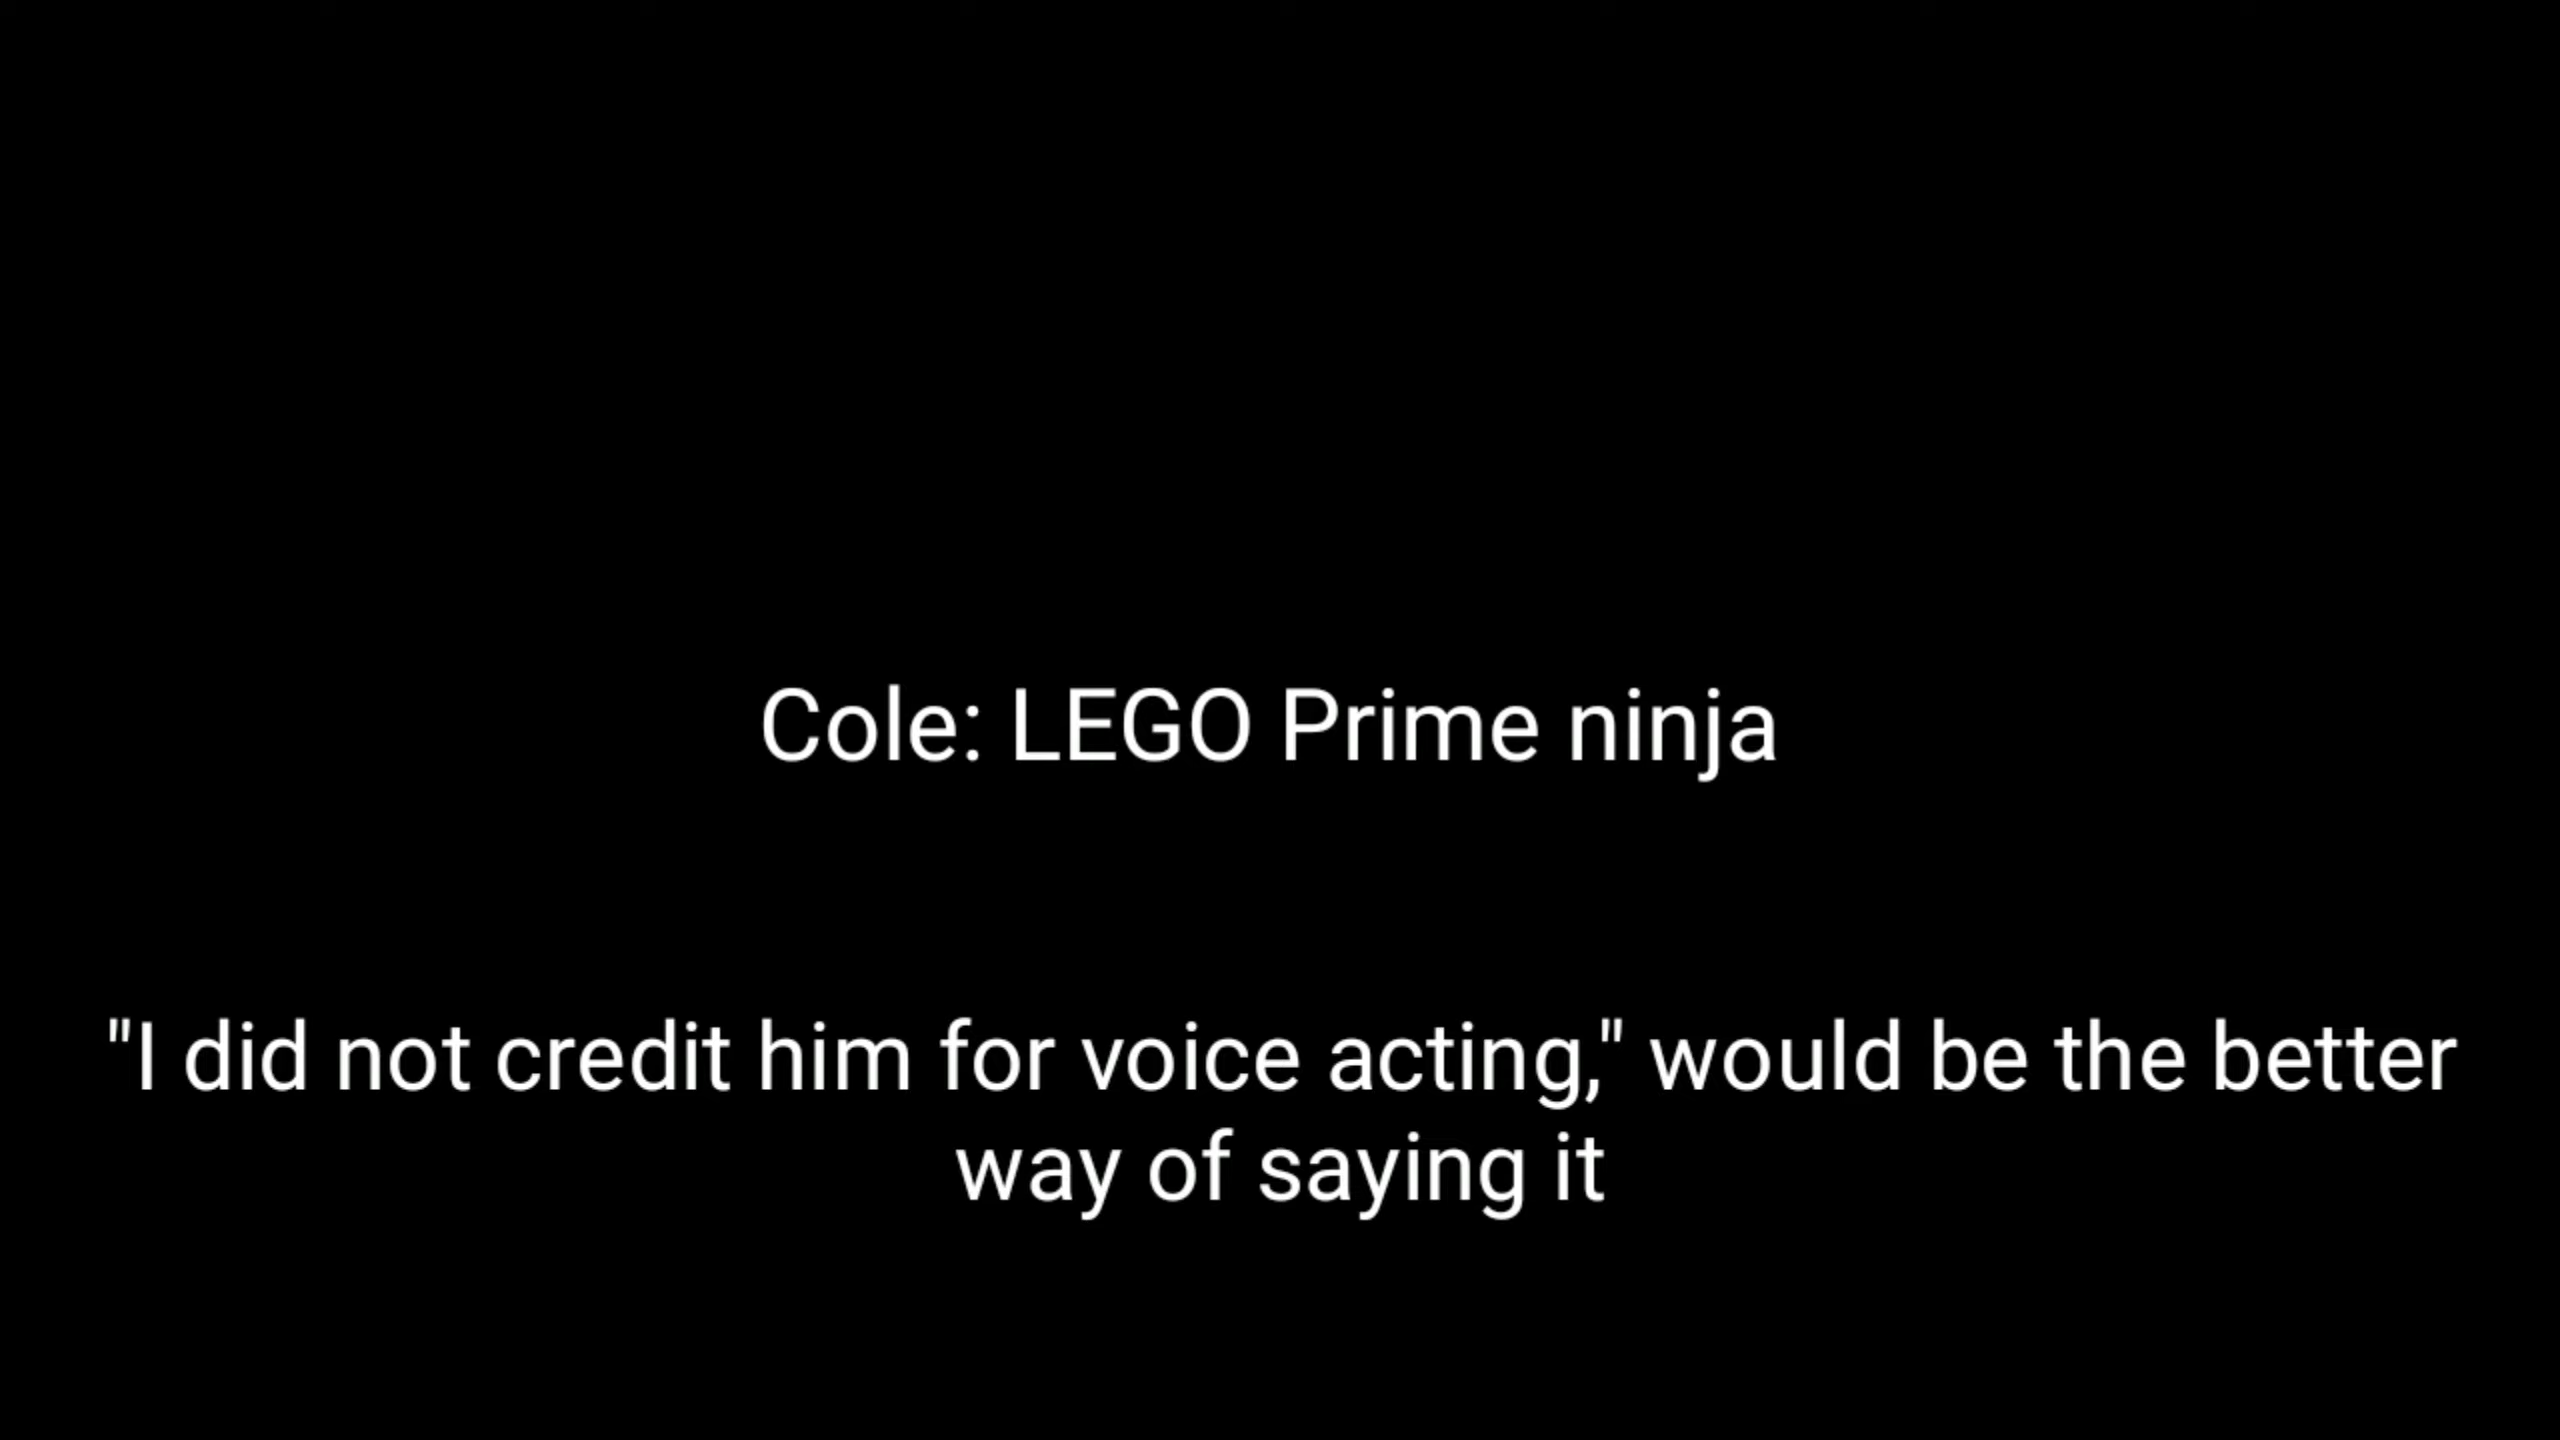 Cole: LEGO Prime ninja
"I did not credit him for voice acting," would be the better
way of saying it